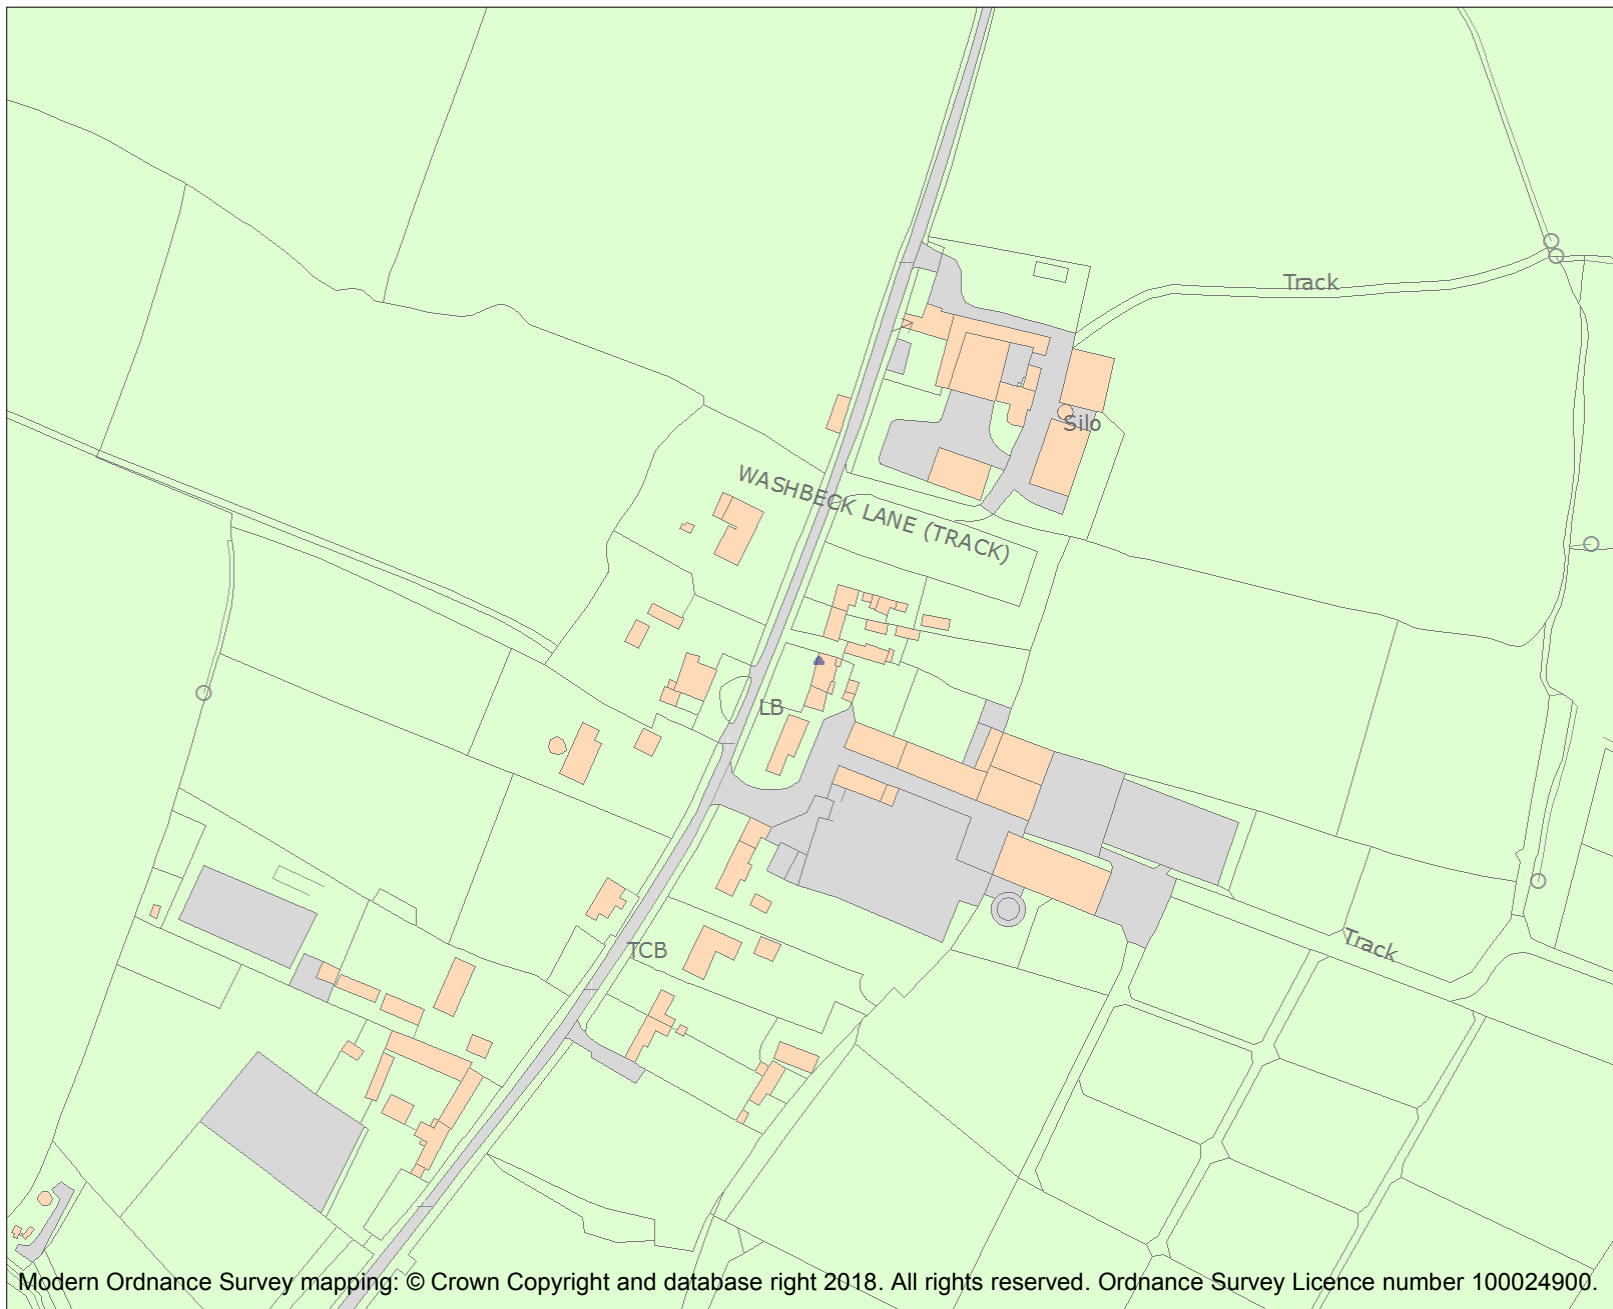 Track
Silo
WASHBECK LANE (TRACK)
LB
TCB
Track
Modern Ordnance Survey mapping: © Crown Copyright and database right 2018. All rights reserved. Ordnance Survey Licence number 100024900.